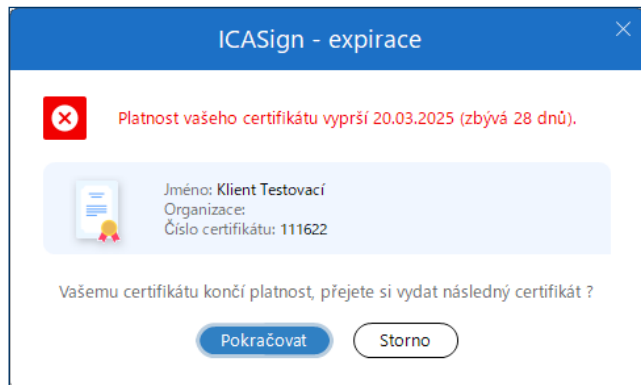 ICASign - expirace
Platnost vašeho certifikátu vyprší 20.03.2025 (zbývá 28 dnů).
Jméno: Klient Testovací
Organizace:
Číslo certifikátu: 111622
Vašemu certifikátu končí platnost, přejete si vydat následný certifikát ?
Pokračovat
Storno